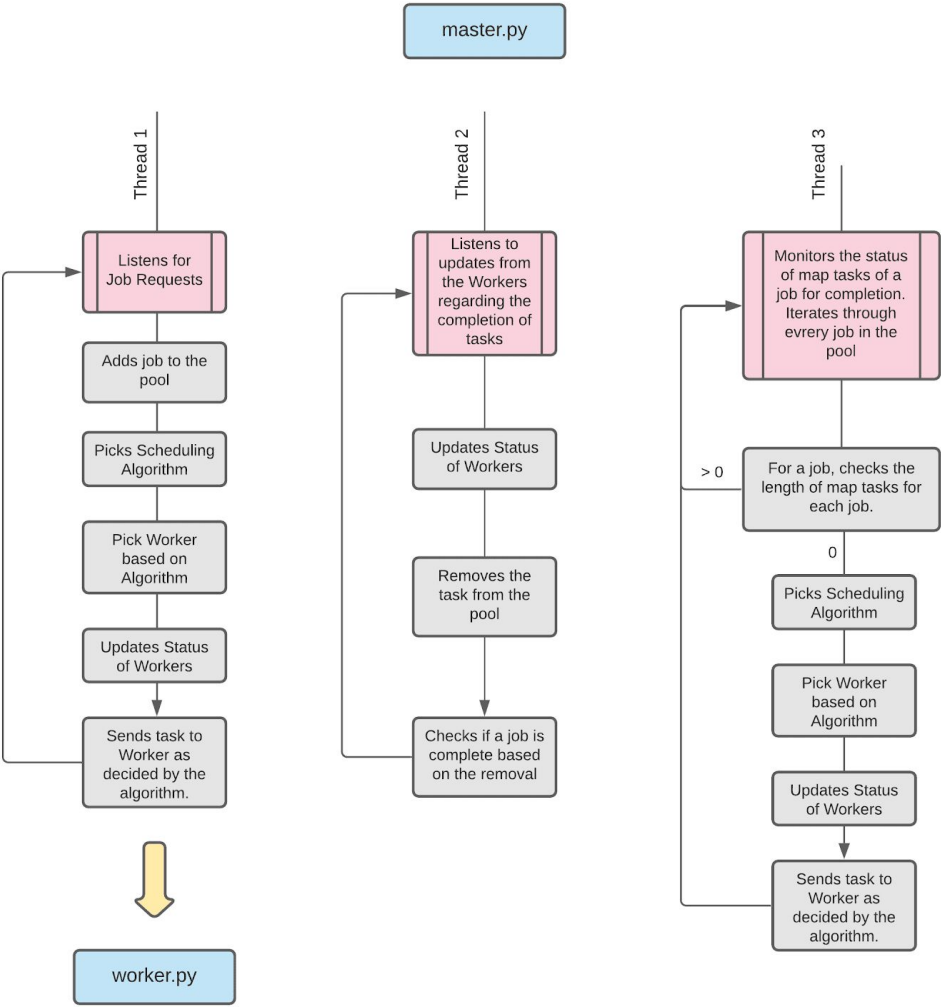 master.py
Thread 1
Listens for
Job Requests
Adds job to the
pool
Picks Scheduling
Algorithm
Pick Worker
based on
Algorithm
Updates Status
of Workers
Sends task to
Worker as
decided by the
algorithm.
worker.py
Thread 2
Listens to
updates from
the Workers
regarding the
completion of
tasks
Updates Status
of Workers
Removes the
task from the
pool
Checks if a job is
complete based
on the removal
Thread 3
Monitors the status
of map tasks of a
job for completion.
Iterates through
evrery job in the
pool
> 0
For a job, checks the
length of map tasks for
each job.
0
Picks Scheduling
Algorithm
Pick Worker
based on
Algorithm
Updates Status
of Workers
Sends task to
Worker as
decided by the
algorithm.